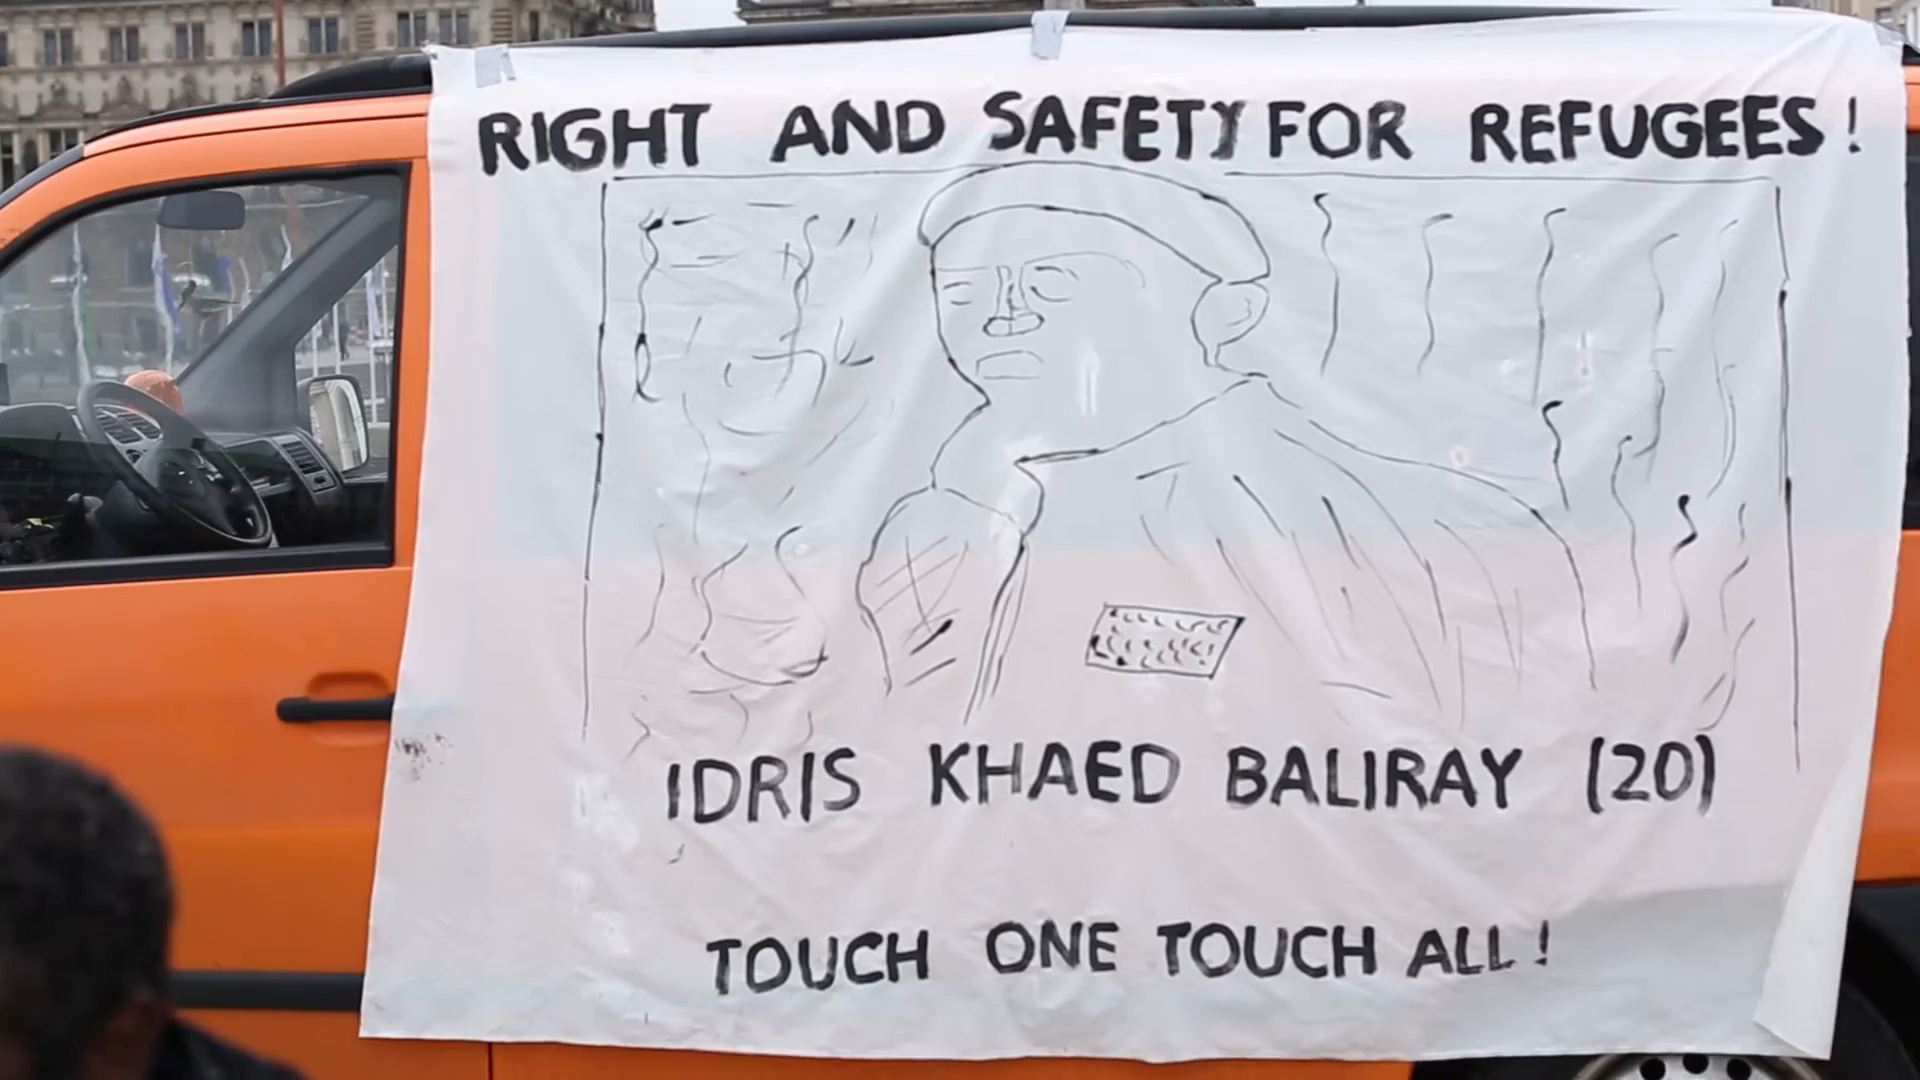 RIGHT AND SAFETY FOR REFUGEES!
IDRIS KHAED BALIRAY (20)
TOUCH ONE TOUCH ALL!